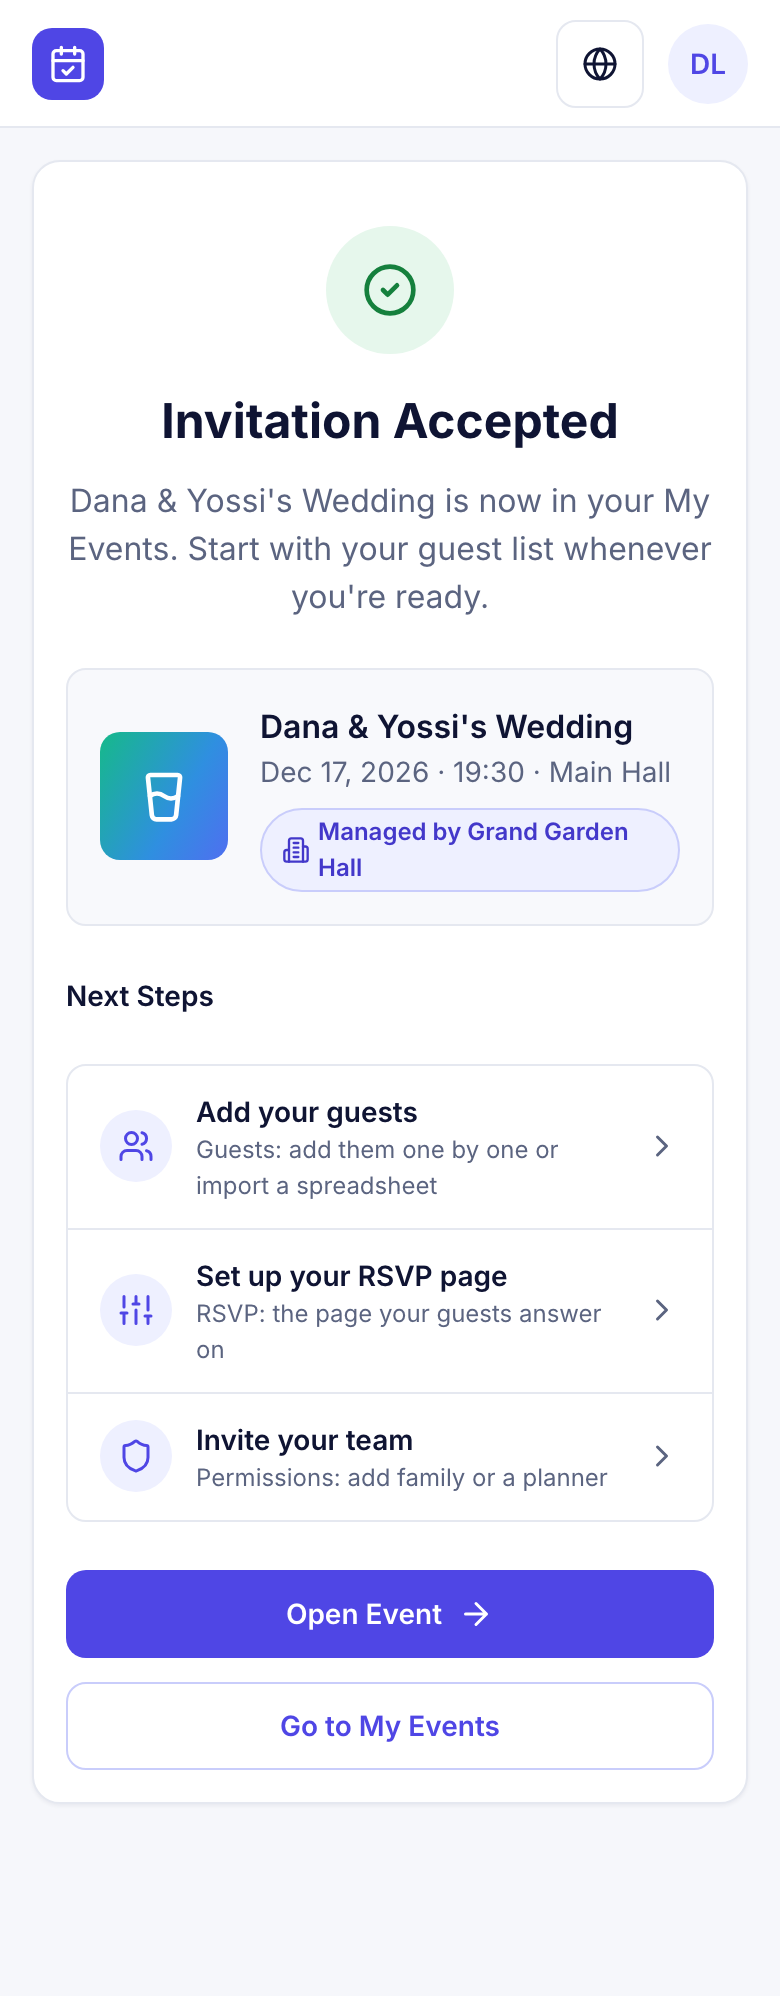 DL
Invitation Accepted
Dana & Yossi's Wedding is now in your My
Events. Start with your guest list whenever
you're ready.
Dana & Yossi's Wedding
Dec 17, 2026 · 19:30 · Main Hall
Managed by Grand Garden
Hall
Next Steps
Add your guests
Guests: add them one by one or
import a spreadsheet
Set up your RSVP page
RSVP: the page your guests answer
on
Invite your team
Permissions: add family or a planner
Open Event
Go to My Events